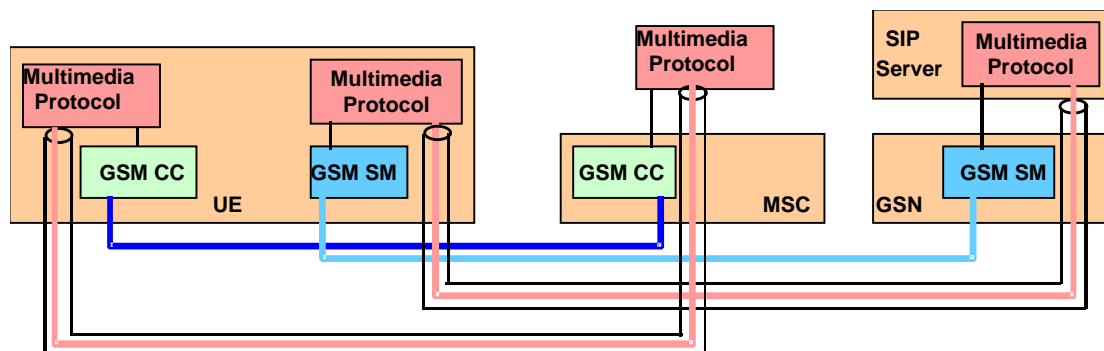 Multimedia
Protocol
Multimedia
Protocol
GSM CC
GSM SM
UE
Multimedia
Protocol
GSM CC
MSC
SIP
Server
Multimedia
Protocol
GSM SM
GSN